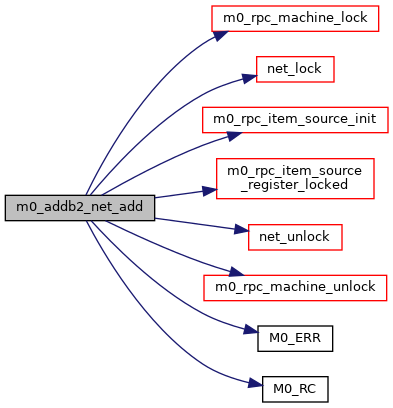 m0_rpc_machine_lock
net_lock
m0_rpc_item_source_init
m0_rpc_item_source
_register_locked
m0_addb2_net_add
net_unlock
m0_rpc_machine_unlock
M0_ERR
M0_RC